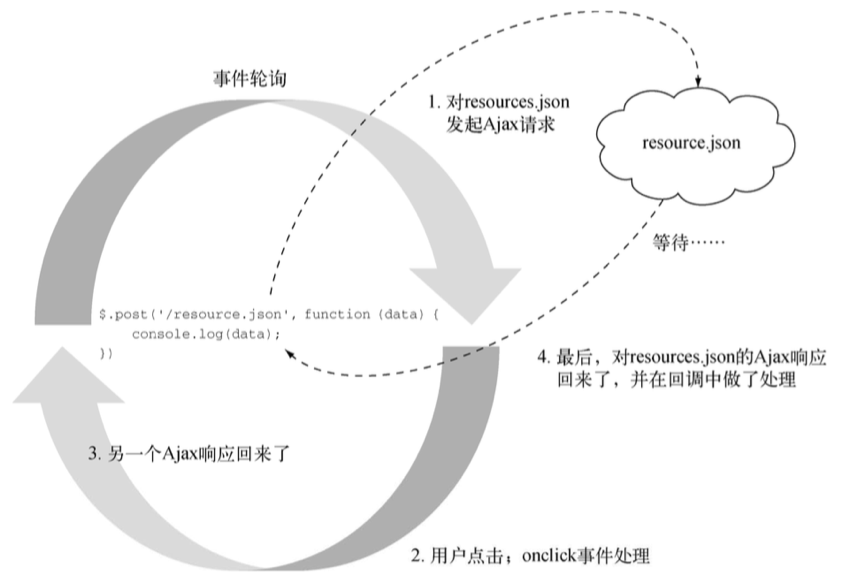 事件轮询
1. 对resources.json
发起Ajax请求
resource.json
等待……
$.post('/resource.json', function (data) {
    console.log(data);
})
4. 最后，对resources.json的Ajax响应
回来了，并在回调中做了处理
3. 另一个Ajax响应回来了
2. 用户点击；onclick事件处理